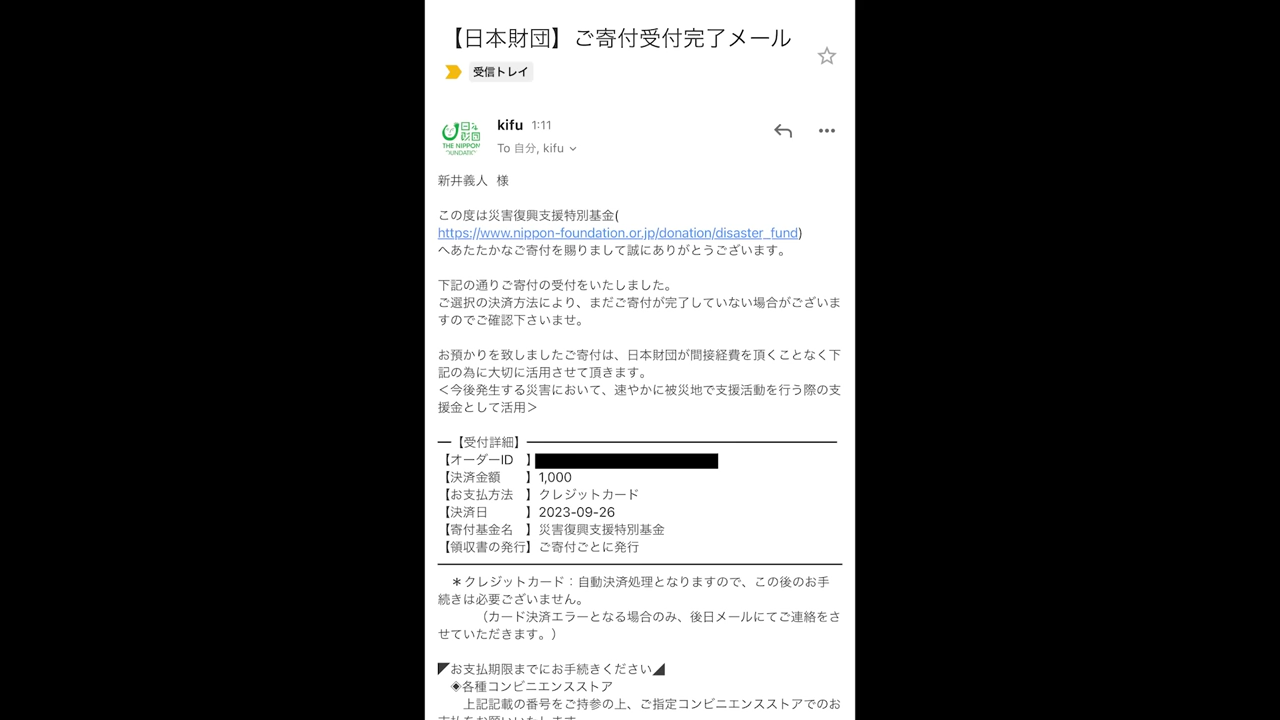 【日本財団】ご寄付受付完了メール
受信トレイ
kifu 1:11
To 自分, kifu
日本財団
THE NIPPON
FOUNDATION
新井義人 様
この度は災害復興支援特別基金(
https://www.nippon-foundation.or.jp/donation/disaster_fund)
へあたたかなご寄付を賜りまして誠にありがとうございます。
下記の通りご寄付の受付をいたしました。
ご選択の決済方法により、まだご寄付が完了していない場合がございま
すのでご確認下さいませ。
お預かりを致しましたご寄付は、日本財団が間接経費を頂くことなく下
記の為に大切に活用させて頂きます。
＜今後発生する災害において、速やかに被災地で支援活動を行う際の支
援金として活用＞
━【受付詳細】━━━━━━━━━━━━━━━━━━━━
【オーダーID 】
【決済金額 】1,000
【お支払方法 】クレジットカード
【決済日 】2023-09-26
【寄付基金名 】災害復興支援特別基金
【領収書の発行】ご寄付ごとに発行
＊クレジットカード：自動決済処理となりますので、この後のお手
続きは必要ございません。
（カード決済エラーとなる場合のみ、後日メールにてご連絡をさ
せていただきます。）
◤お支払期限までにお手続きください◢
◈各種コンビニエンスストア
上記記載の番号をご持参の上、ご指定コンビニエンスストアでのお
支払をお願いいたします